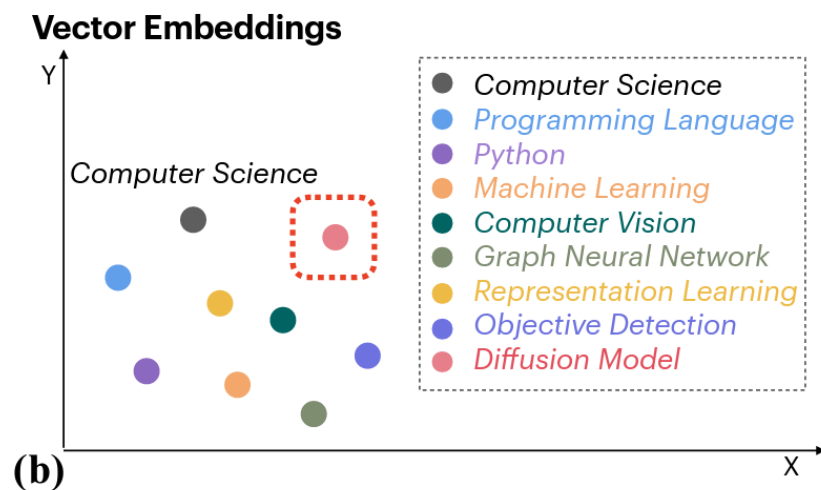 Vector Embeddings
Y
Computer Science
Computer Science
Programming Language
Python
Machine Learning
Computer Vision
Graph Neural Network
Representation Learning
Objective Detection
Diffusion Model
(b)
X